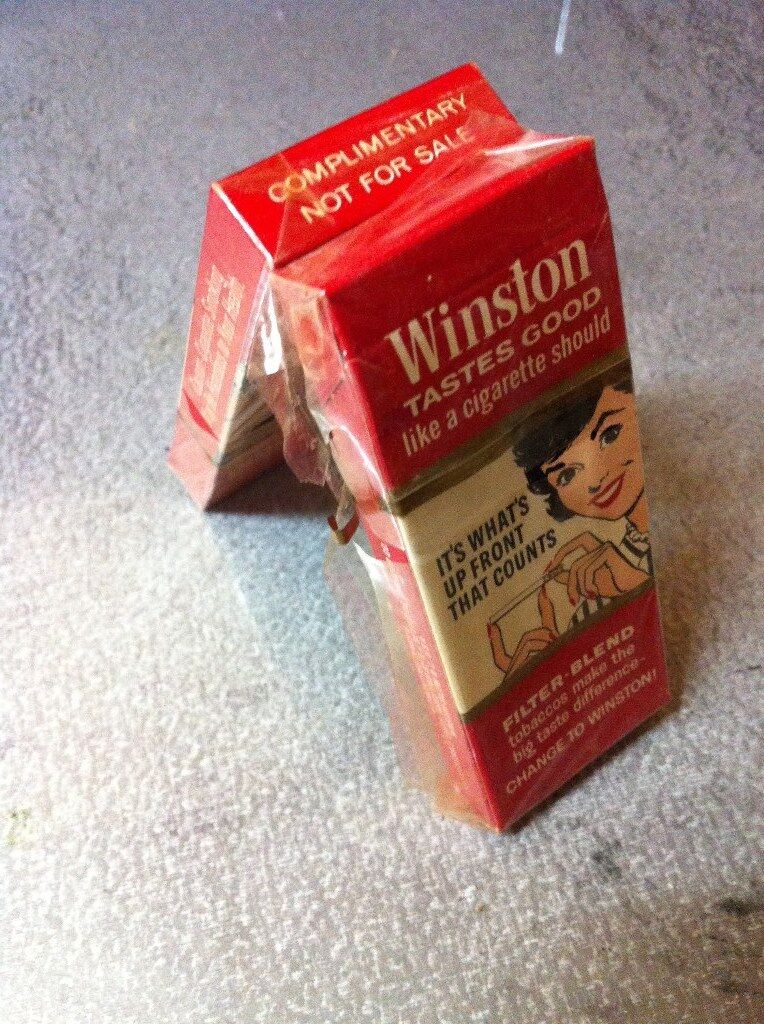 COMPLIMENTARY
NOT FOR SALE
Winston
TASTES GOOD
like a cigarette should
IT'S WHAT'S
UP FRONT
THAT COUNTS
FILTER-BLEND
tobaccos make the
big taste difference—
CHANGE TO WINSTON!